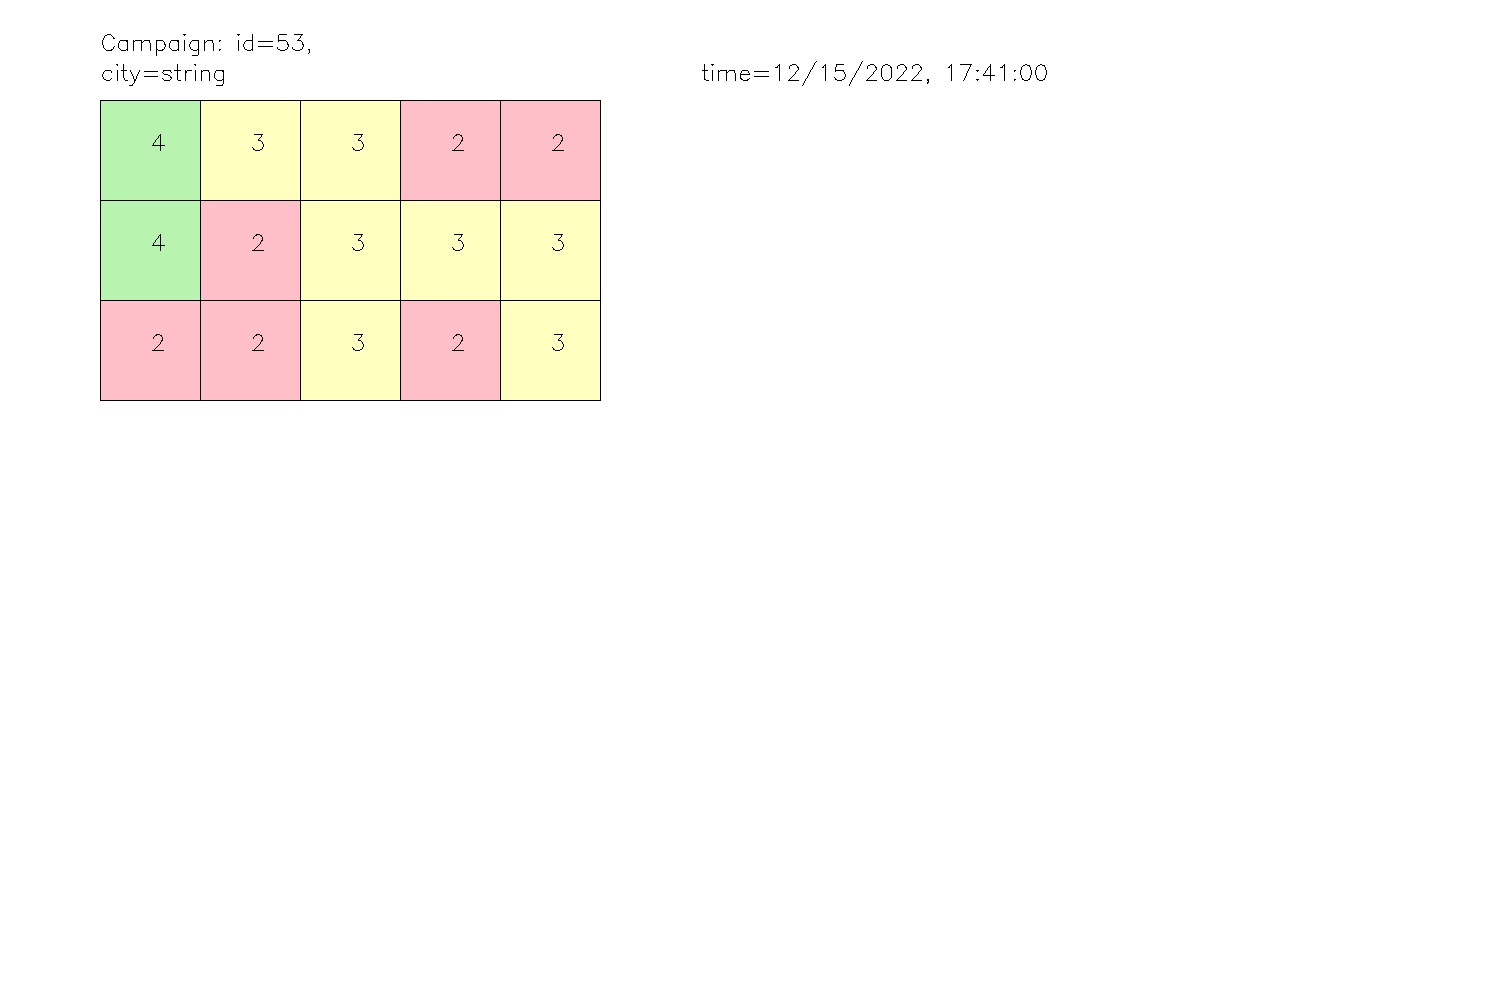 Campaign: id=53,
city=string
time=12/15/2022, 17:41:00
4 3 3 2 2
4 2 3 3 3
2 2 3 2 3